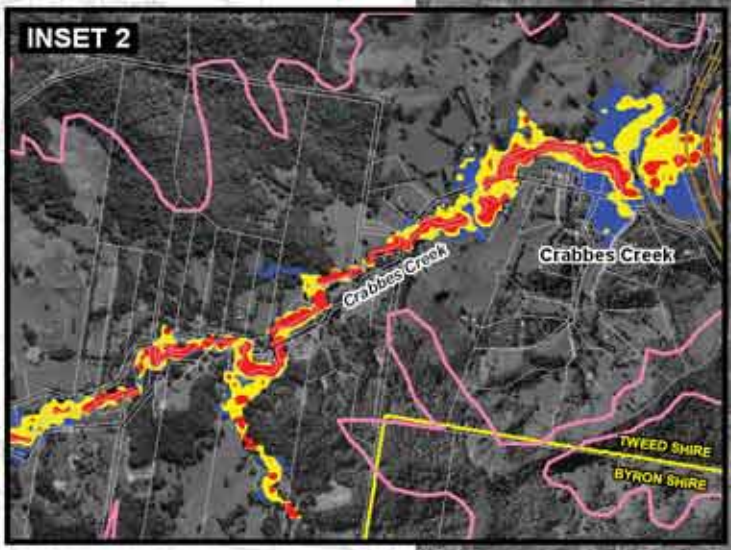 INSET 2
Crabbes Creek
Crabbes Creek
TWEED SHIRE
BYRON SHIRE